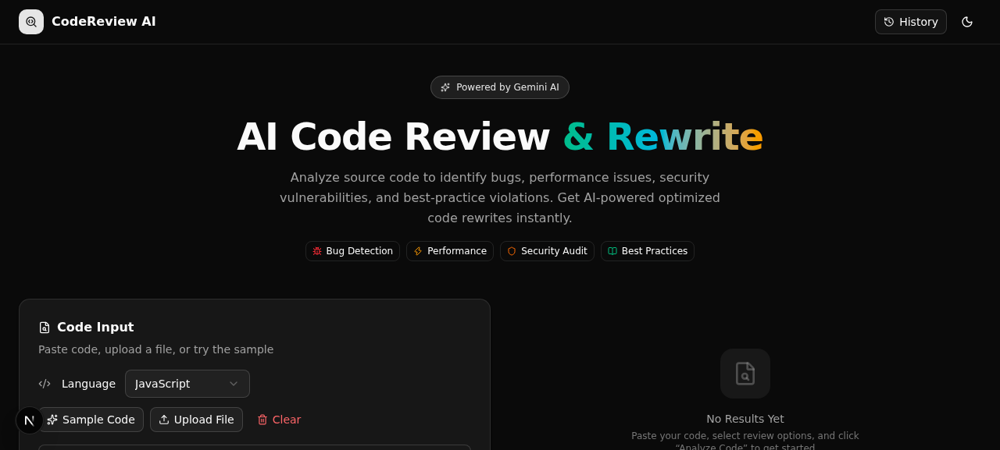 CodeReview AI
History
Powered by Gemini AI
AI Code Review & Rewrite
Analyze source code to identify bugs, performance issues, security
vulnerabilities, and best-practice violations. Get AI-powered optimized
code rewrites instantly.
Bug Detection
Performance
Security Audit
Best Practices
Code Input
Paste code, upload a file, or try the sample
Language
JavaScript
N
Sample Code
Upload File
Clear
No Results Yet
Paste your code, select review options, and click
“Analyze Code” to get started